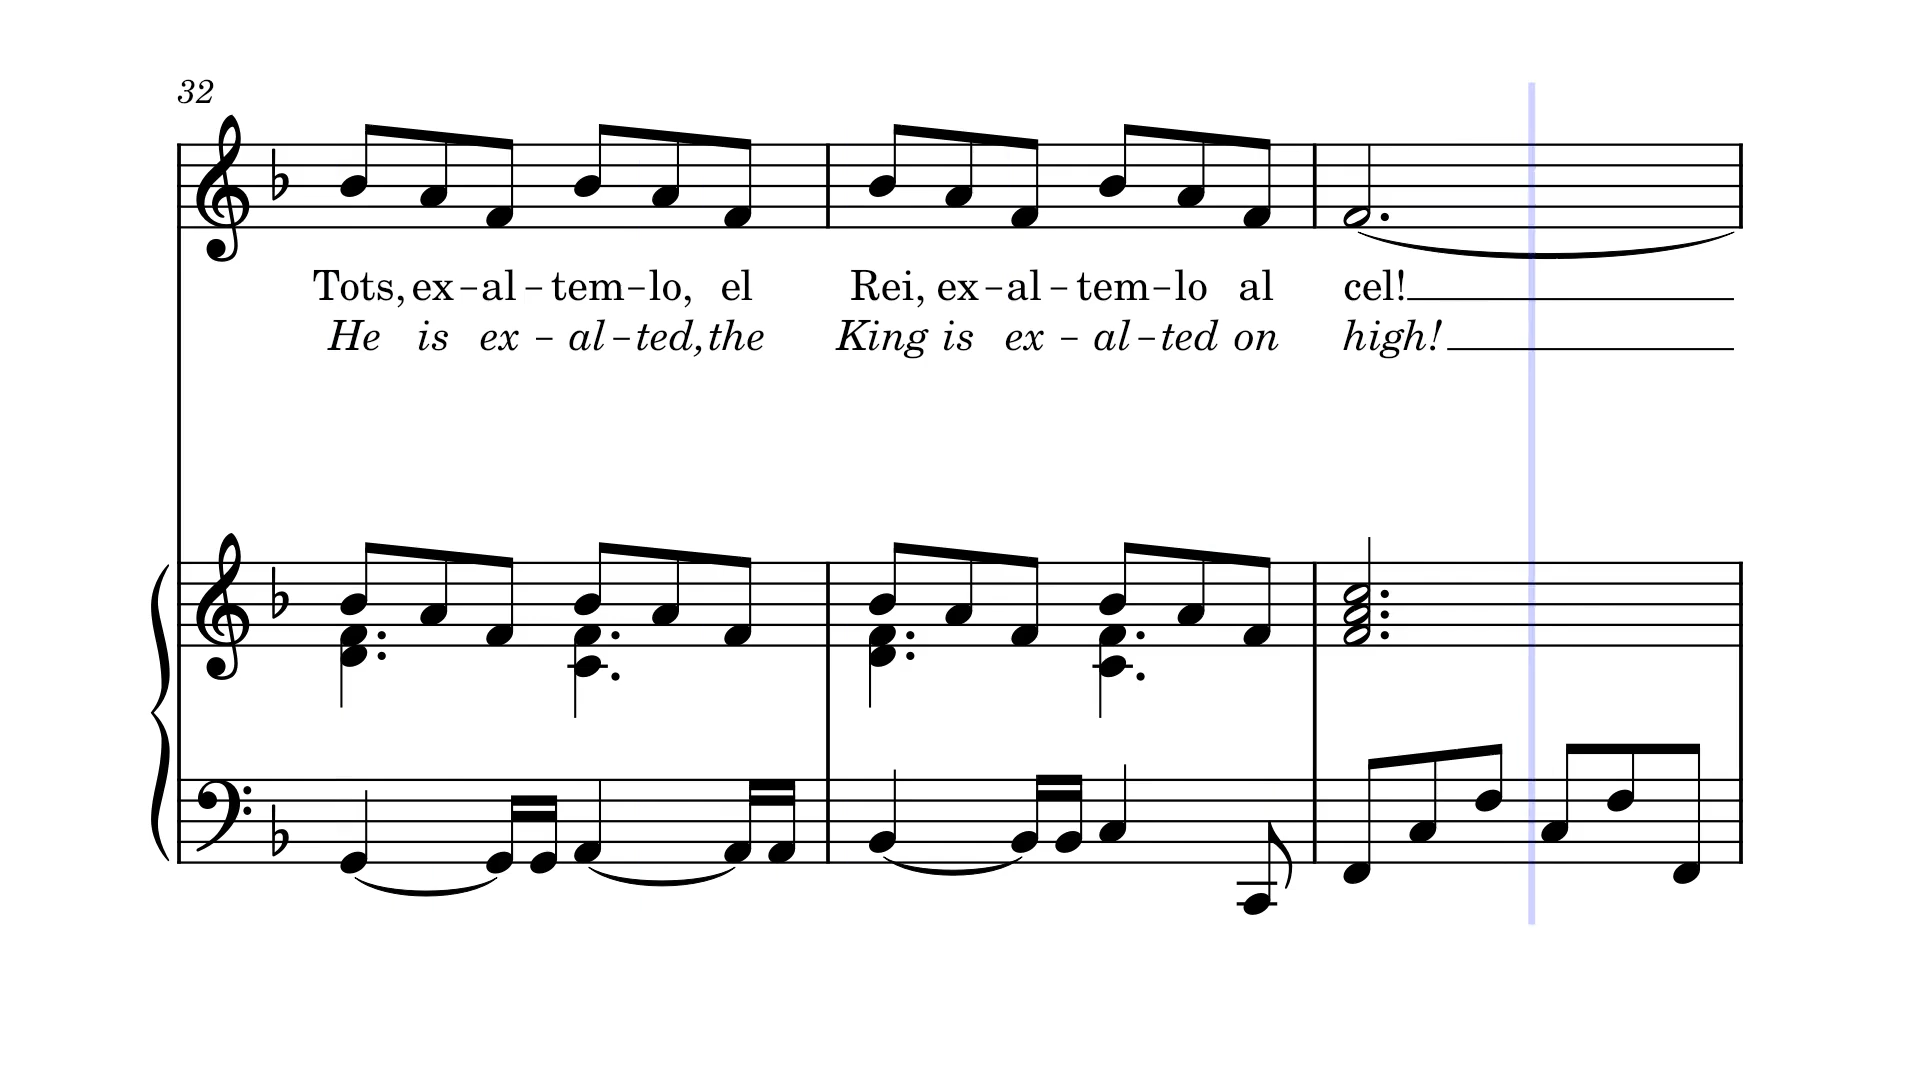 32
Tots, ex-al-tem-lo, el Rei, ex-al-tem-lo al cel!
He is ex-al-ted, the King is ex-al-ted on high!